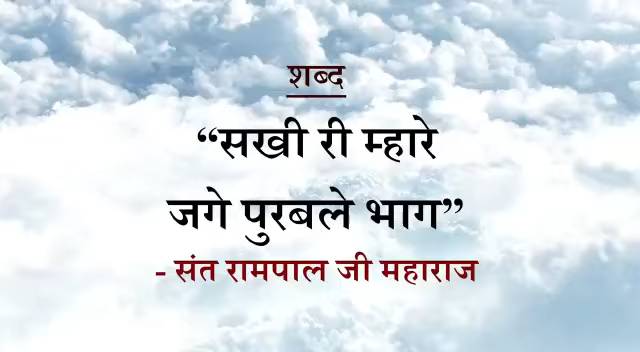 शब्द
“सखी री म्हारे
जगे पुरबले भाग”
- संत रामपाल जी महाराज